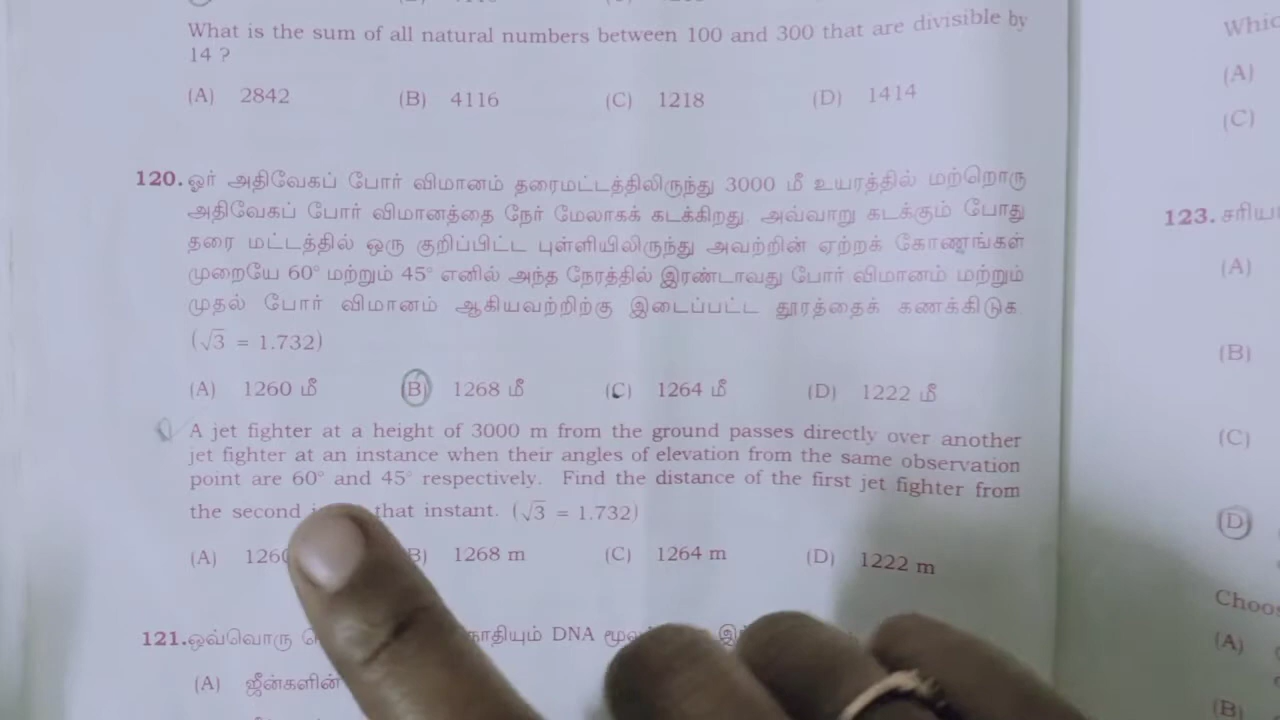 What is the sum of all natural numbers between 100 and 300 that are divisible by
14 ?
(A) 2842 (B) 4116 (C) 1218 (D) 1414
120. ஓர் அதிவேகப் போர் விமானம் தரைமட்டத்திலிருந்து 3000 மீ உயரத்தில் மற்றொரு
அதிவேகப் போர் விமானத்தை நேர் மேலாகக் கடக்கிறது. அவ்வாறு கடக்கும் போது
தரை மட்டத்தில் ஒரு குறிப்பிட்ட புள்ளியிலிருந்து அவற்றின் ஏற்றக் கோணங்கள்
முறையே 60° மற்றும் 45° எனில் அந்த நேரத்தில் இரண்டாவது போர் விமானம் மற்றும்
முதல் போர் விமானம் ஆகியவற்றிற்கு இடைப்பட்ட தூரத்தைக் கணக்கிடுக.
(√3 = 1.732)
(A) 1260 மீ (B) 1268 மீ (C) 1264 மீ (D) 1222 மீ
A jet fighter at a height of 3000 m from the ground passes directly over another
jet fighter at an instance when their angles of elevation from the same observation
point are 60° and 45° respectively. Find the distance of the first jet fighter from
the second that instant. (√3 = 1.732)
(A) 1260 B) 1268 m (C) 1264 m (D) 1222 m
121. ஒவ்வொரு DNA
(A) ஜீன்களின்
(A)
(C)
123.
(A)
(B)
(C)
(D)
(A)
(B)